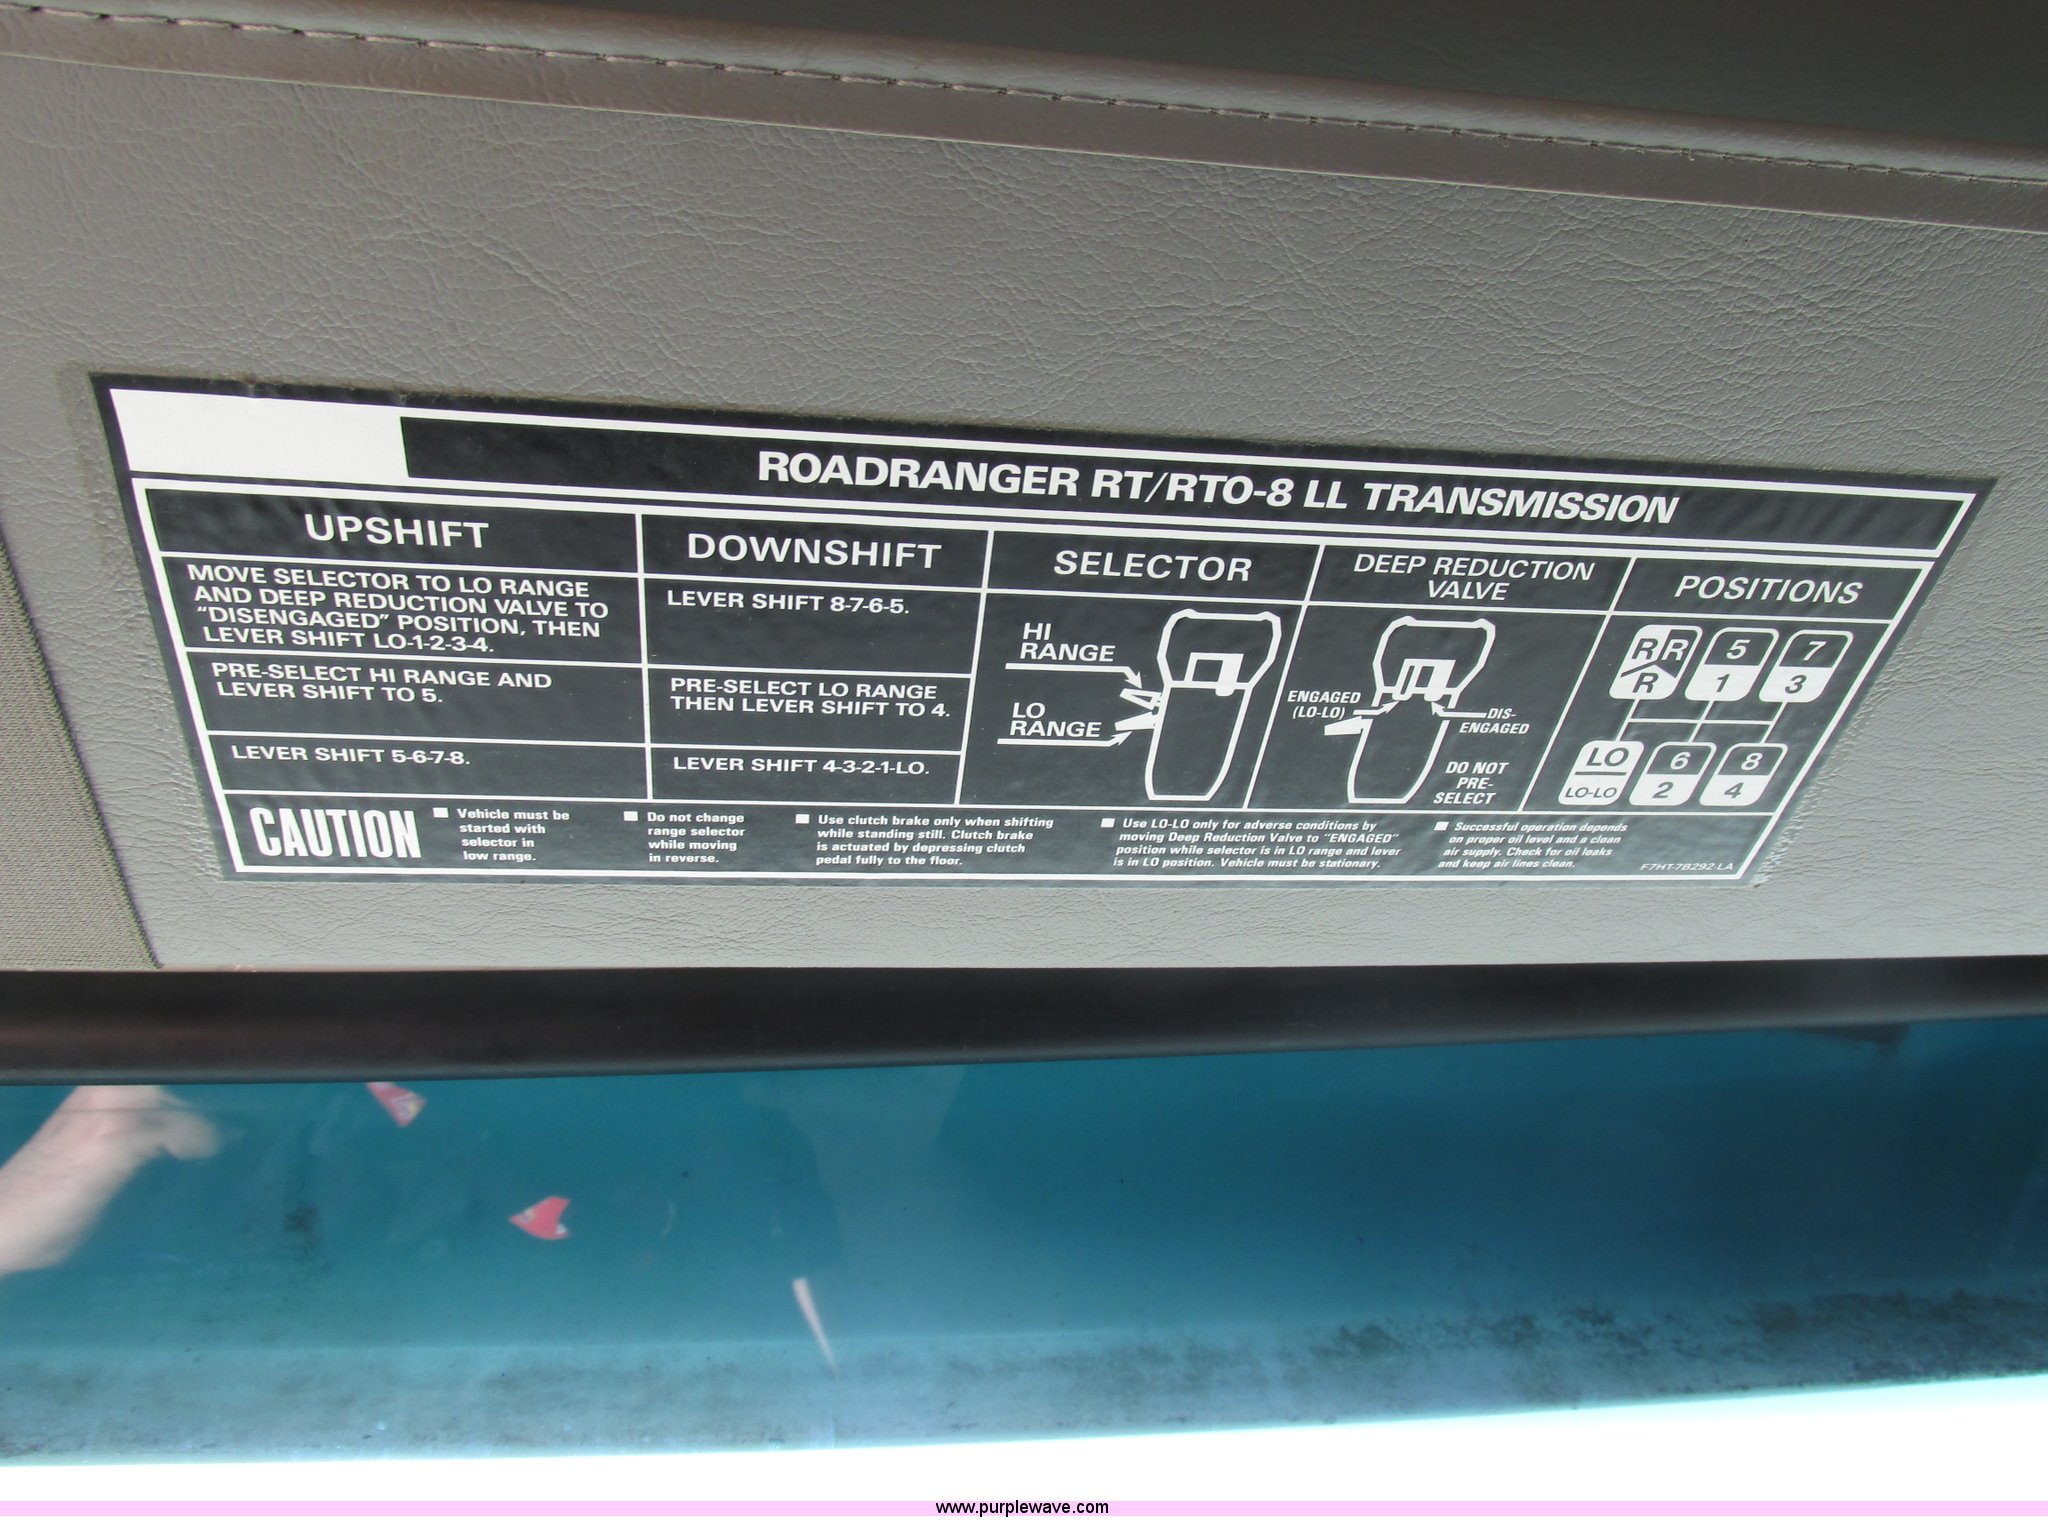 ROADRANGER RT/RTO-8 LL TRANSMISSION
UPSHIFT
MOVE SELECTOR TO LO RANGE
AND DEEP REDUCTION VALVE TO
“DISENGAGED” POSITION, THEN
LEVER SHIFT LO-1-2-3-4.
PRE-SELECT HI RANGE AND
LEVER SHIFT TO 5.
LEVER SHIFT 5-6-7-8.
DOWNSHIFT
LEVER SHIFT 8-7-6-5.
PRE-SELECT LO RANGE
THEN LEVER SHIFT TO 4.
LEVER SHIFT 4-3-2-1-LO.
SELECTOR
HI
RANGE
LO
RANGE
DEEP REDUCTION
VALVE
ENGAGED
(LO-LO)
DIS-
ENGAGED
DO NOT
PRE-
SELECT
POSITIONS
R R 5 7
R 1 3
LO 6 8
LO-LO 2 4
CAUTION
■ Vehicle must be
started with
selector in
low range.
■ Do not change
range selector
while moving
in reverse.
■ Use clutch brake only when shifting
while standing still. Clutch brake
is actuated by depressing clutch
pedal fully to the floor.
■ Use LO-LO only for adverse conditions by
moving Deep Reduction Valve to “ENGAGED”
position while selector is in LO range and lever
is in LO position. Vehicle must be stationary.
■ Successful operation depends
on proper oil level and a clean
air supply. Check for oil leaks
and keep air lines clean.
F7HT-7B292-LA
www.purplewave.com